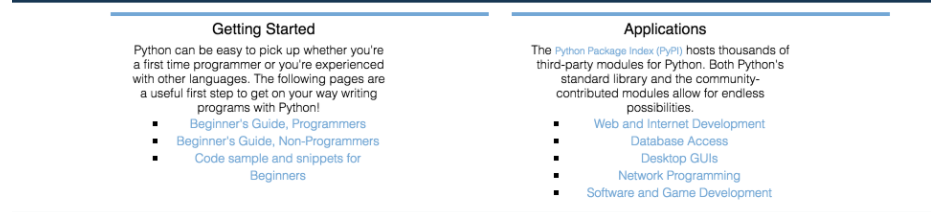 Getting Started
Python can be easy to pick up whether you're
a first time programmer or you're experienced
with other languages. The following pages are
a useful first step to get on your way writing
programs with Python!
Beginner's Guide, Programmers
Beginner's Guide, Non-Programmers
Code sample and snippets for
Beginners
Applications
The Python Package Index (PyPI) hosts thousands of
third-party modules for Python. Both Python's
standard library and the community-
contributed modules allow for endless
possibilities.
Web and Internet Development
Database Access
Desktop GUIs
Network Programming
Software and Game Development